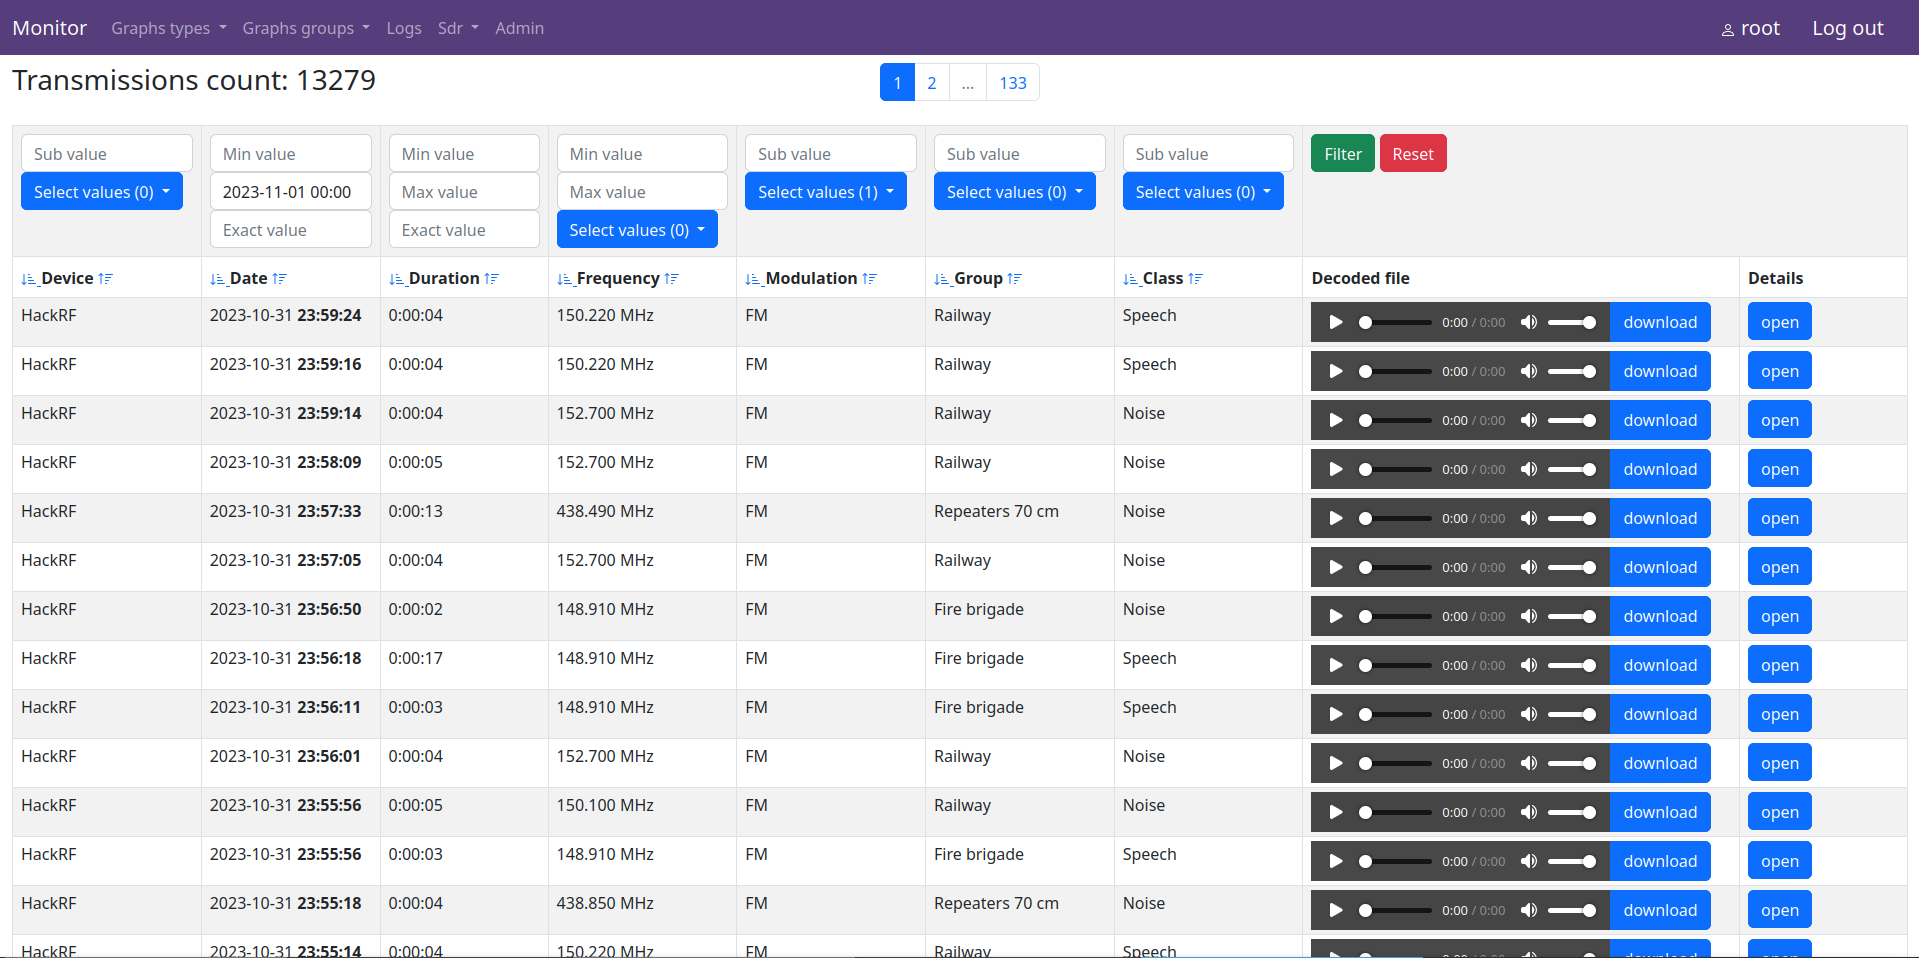 Monitor Graphs types Graphs groups Logs Sdr Admin root Log out
Transmissions count: 13279 1 2 ... 133
Sub value Min value Min value Min value Sub value Sub value Sub value Filter Reset
Select values (0) 2023-11-01 00:00 Max value Max value Select values (1) Select values (0) Select values (0)
Exact value Exact value Select values (0)
Device Date Duration Frequency Modulation Group Class Decoded file Details
HackRF 2023-10-31 23:59:24 0:00:04 150.220 MHz FM Railway Speech 0:00 / 0:00 download open
HackRF 2023-10-31 23:59:16 0:00:04 150.220 MHz FM Railway Speech 0:00 / 0:00 download open
HackRF 2023-10-31 23:59:14 0:00:04 152.700 MHz FM Railway Noise 0:00 / 0:00 download open
HackRF 2023-10-31 23:58:09 0:00:05 152.700 MHz FM Railway Noise 0:00 / 0:00 download open
HackRF 2023-10-31 23:57:33 0:00:13 438.490 MHz FM Repeaters 70 cm Noise 0:00 / 0:00 download open
HackRF 2023-10-31 23:57:05 0:00:04 152.700 MHz FM Railway Noise 0:00 / 0:00 download open
HackRF 2023-10-31 23:56:50 0:00:02 148.910 MHz FM Fire brigade Noise 0:00 / 0:00 download open
HackRF 2023-10-31 23:56:18 0:00:17 148.910 MHz FM Fire brigade Speech 0:00 / 0:00 download open
HackRF 2023-10-31 23:56:11 0:00:03 148.910 MHz FM Fire brigade Speech 0:00 / 0:00 download open
HackRF 2023-10-31 23:56:01 0:00:04 152.700 MHz FM Railway Noise 0:00 / 0:00 download open
HackRF 2023-10-31 23:55:56 0:00:05 150.100 MHz FM Railway Noise 0:00 / 0:00 download open
HackRF 2023-10-31 23:55:56 0:00:03 148.910 MHz FM Fire brigade Speech 0:00 / 0:00 download open
HackRF 2023-10-31 23:55:18 0:00:04 438.850 MHz FM Repeaters 70 cm Noise 0:00 / 0:00 download open
HackRF 2023-10-31 23:55:14 0:00:04 150.220 MHz FM Railway Speech 0:00 / 0:00 download open